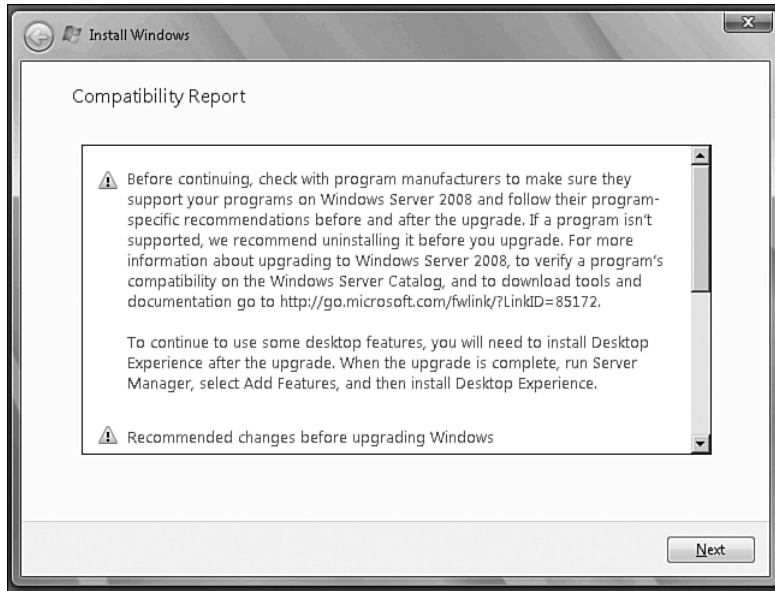 Install Windows
Compatibility Report
Before continuing, check with program manufacturers to make sure they
support your programs on Windows Server 2008 and follow their program-
specific recommendations before and after the upgrade. If a program isn't
supported, we recommend uninstalling it before you upgrade. For more
information about upgrading to Windows Server 2008, to verify a program's
compatibility on the Windows Server Catalog, and to download tools and
documentation go to http://go.microsoft.com/fwlink/?LinkID=85172.
To continue to use some desktop features, you will need to install Desktop
Experience after the upgrade. When the upgrade is complete, run Server
Manager, select Add Features, and then install Desktop Experience.
Recommended changes before upgrading Windows
Next